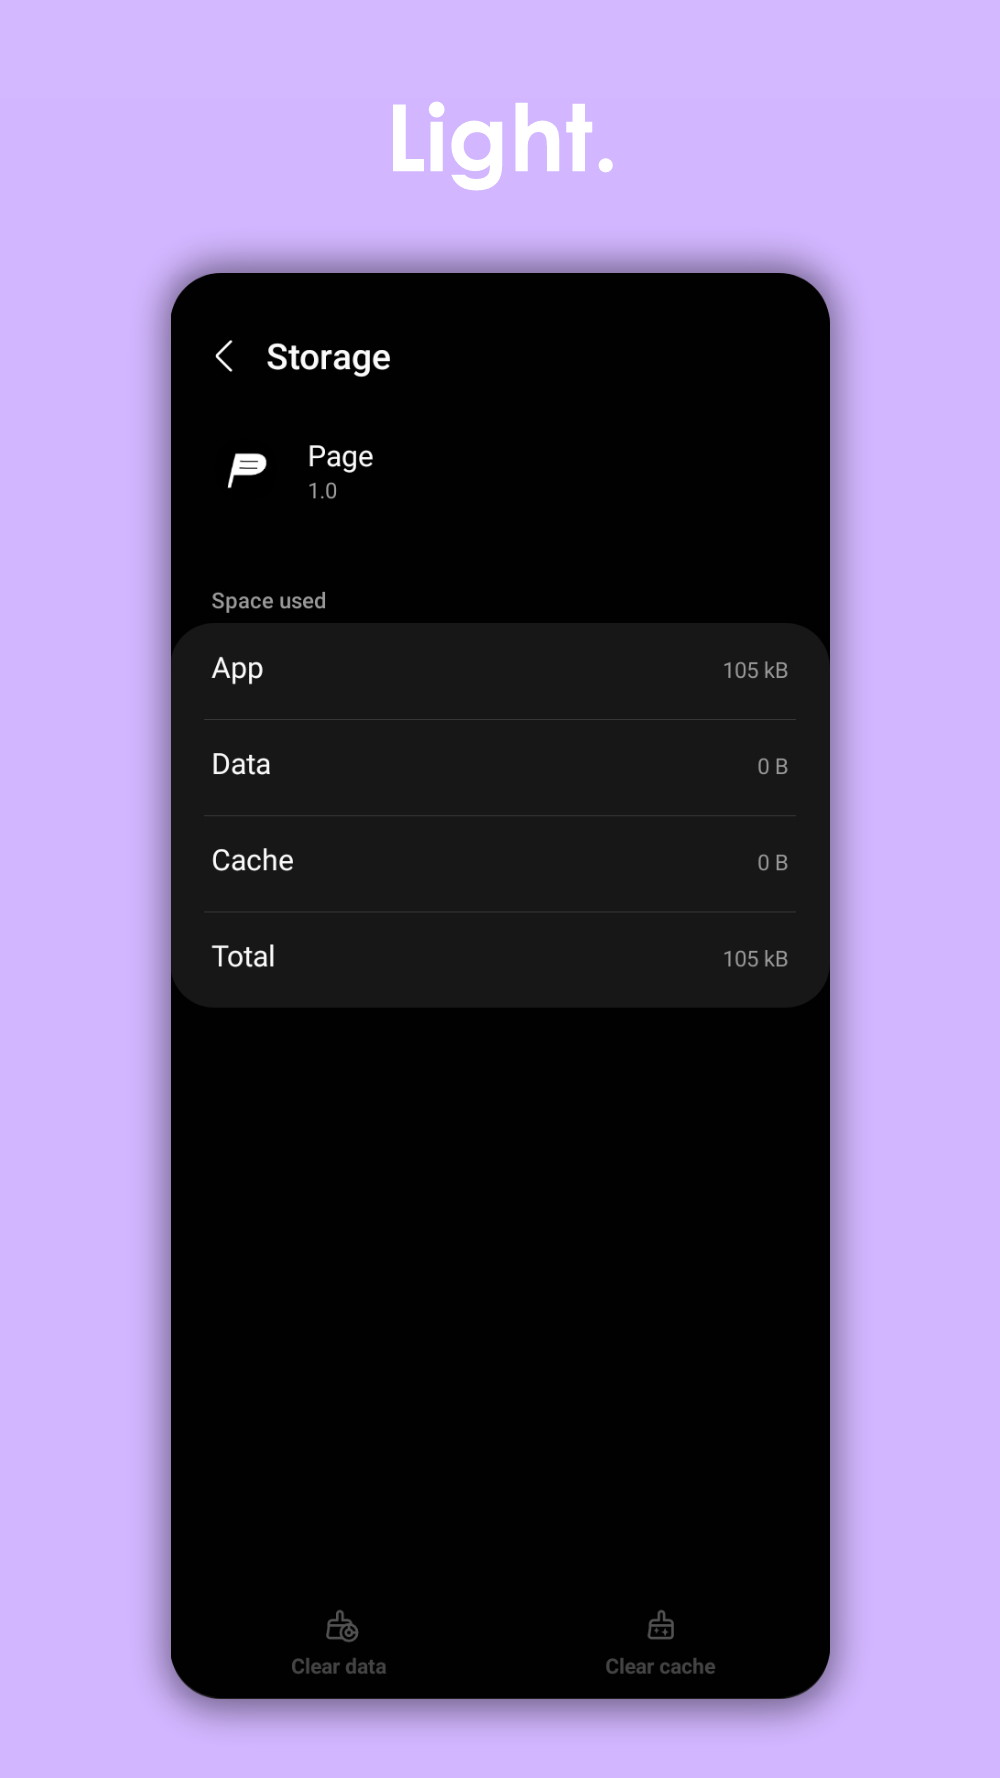 Light.
Storage
Page
1.0
Space used
App 105 kB
Data 0 B
Cache 0 B
Total 105 kB
Clear data Clear cache